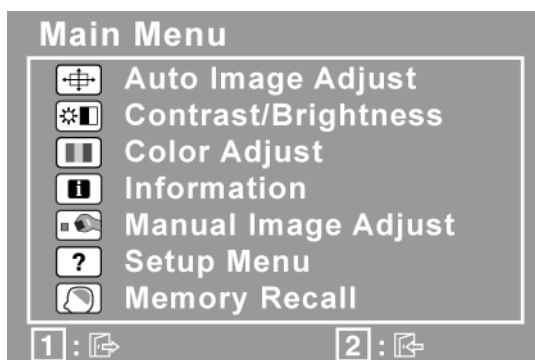 Main Menu
Auto Image Adjust
Contrast/Brightness
Color Adjust
i Information
Manual Image Adjust
? Setup Menu
Memory Recall
1 : 2 :